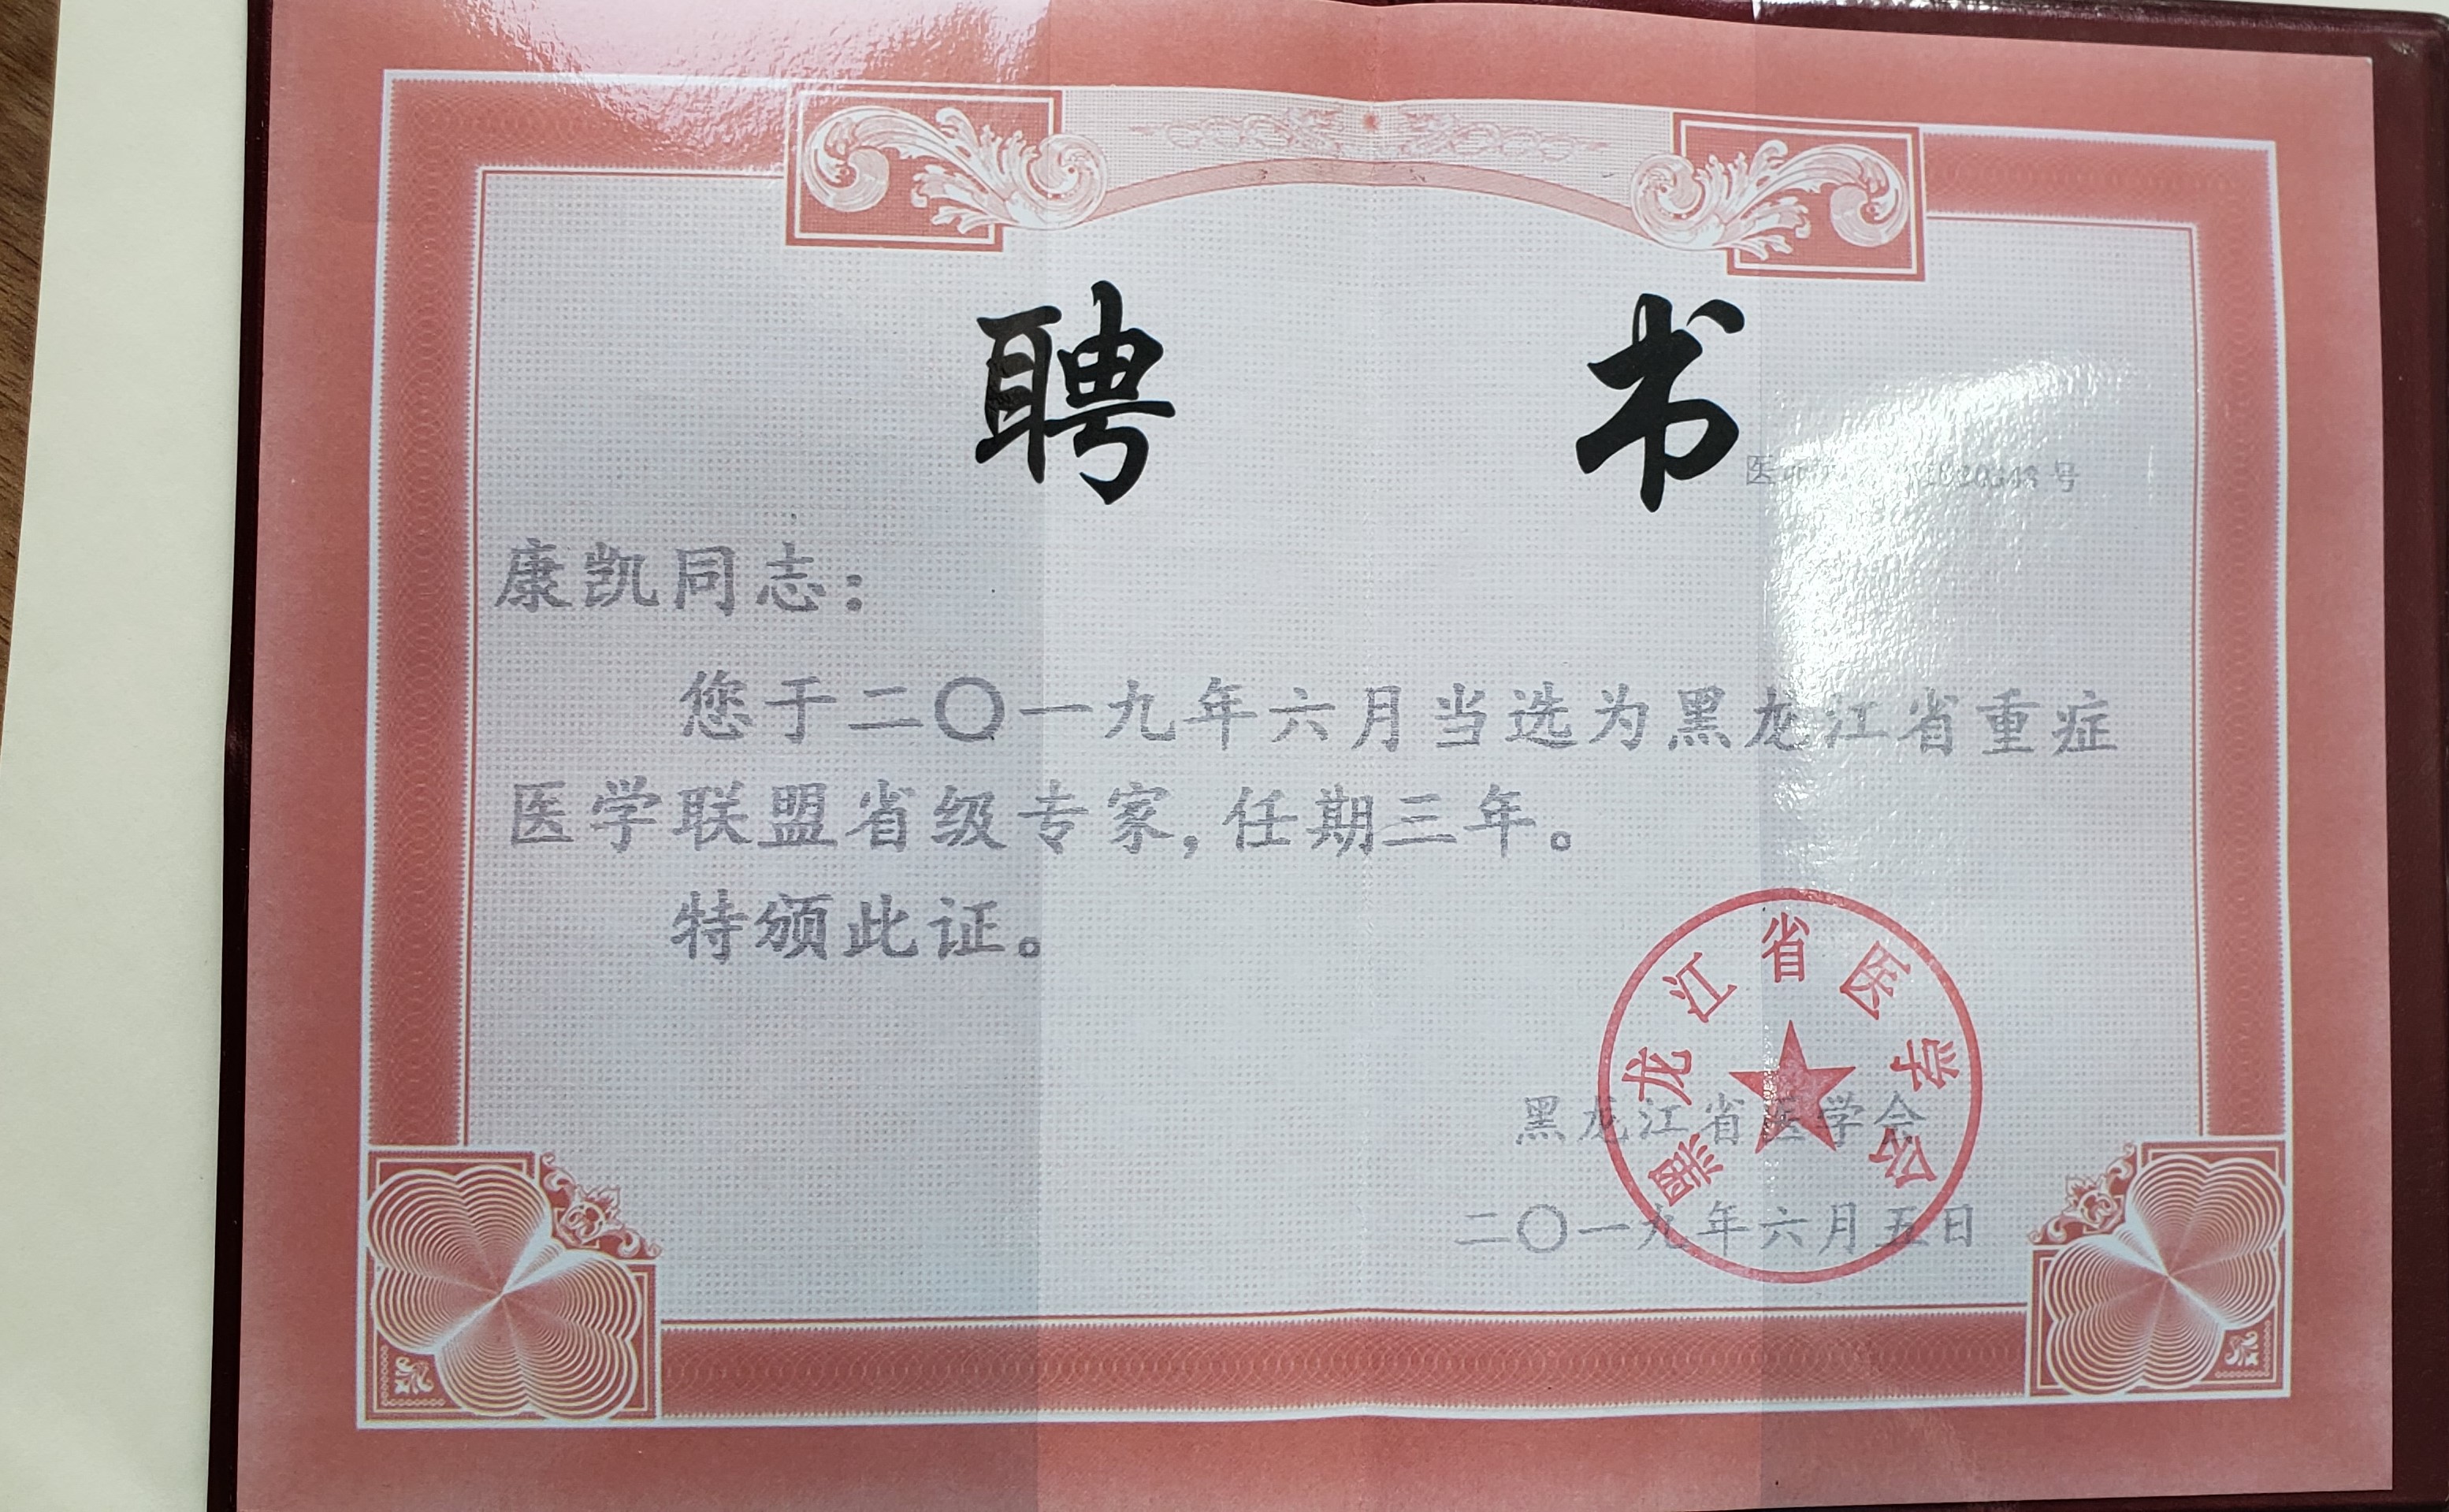 聘书
康凯同志：
您于二〇一九年六月当选为黑龙江省重症
医学联盟省级专家,任期三年。
特颁此证。
黑龙江省医学会
黑龙江省医学会
二〇一九年六月五日